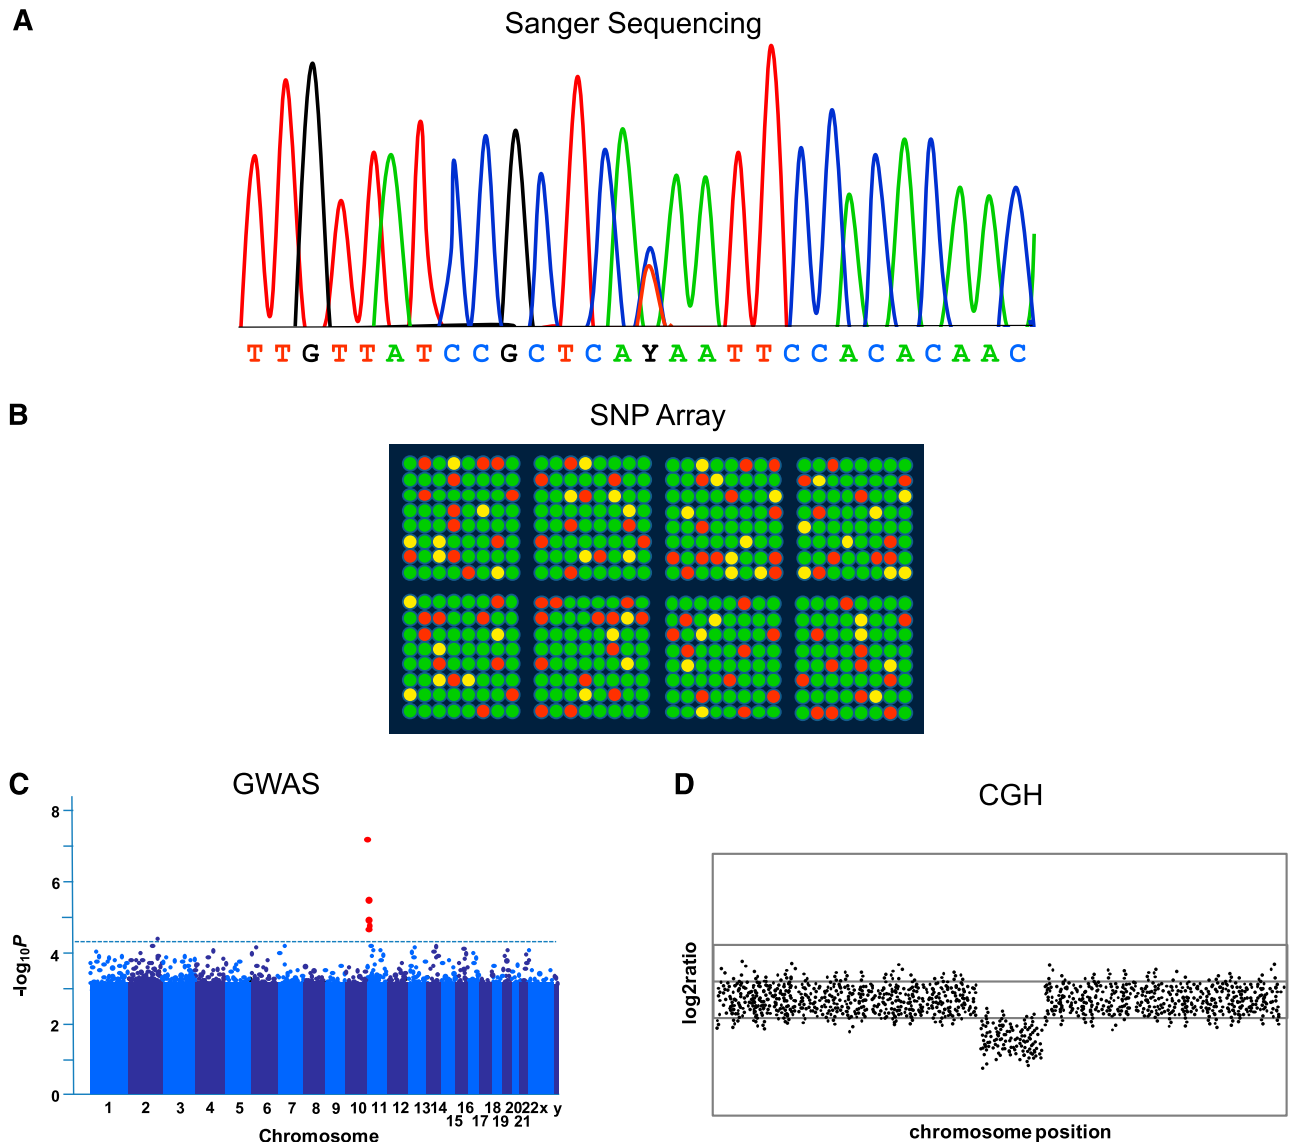 A
Sanger Sequencing
T T G T T A T C C G C T C A Y A A T T C C A C A C A A C
B
SNP Array
C
GWAS
8
6
4
2
0
-log10P
1 2 3 4 5 6 7 8 9 10 11 12 13 14 15 16 17 18 19 20 21 22 x y
Chromosome
D
CGH
log2ratio
chromosome position